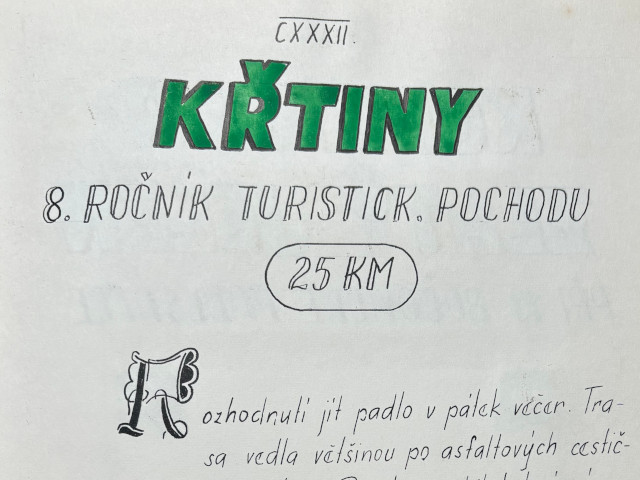 CXXXII.
KŘTINY
8. ROČNÍK TURISTICK. POCHODU
25 KM
Rozhodnutí jít padlo v pátek večer. Tra-
sa vedla většinou po asfaltových cestič-